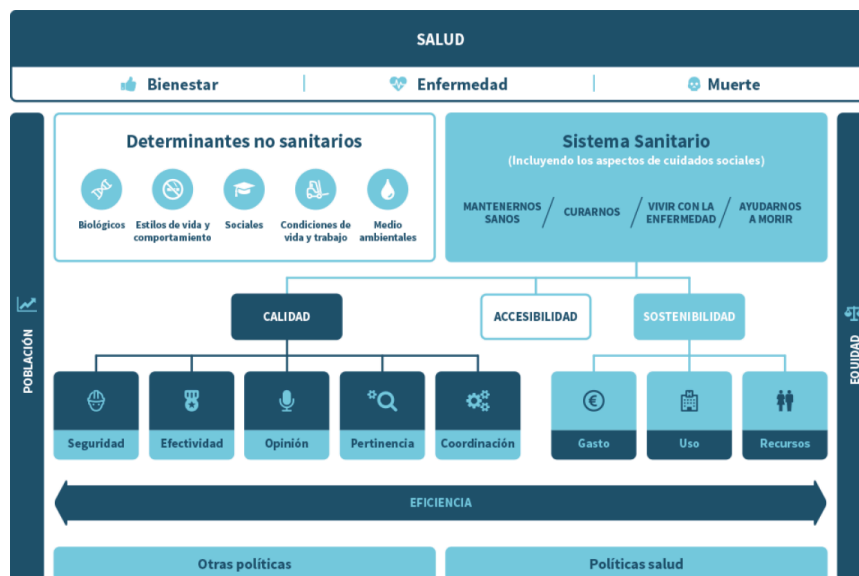 SALUD
Bienestar
Enfermedad
Muerte
POBLACIÓN
Determinantes no sanitarios
Biológicos
Estilos de vida y
comportamiento
Sociales
Condiciones de
vida y trabajo
Medio
ambientales
Sistema Sanitario
(Incluyendo los aspectos de cuidados sociales)
MANTENERNOS
SANOS
CURARNOS
VIVIR CON LA
ENFERMEDAD
AYUDARNOS
A MORIR
EQUIDAD
CALIDAD
ACCESIBILIDAD
SOSTENIBILIDAD
Seguridad
Efectividad
Opinión
Pertinencia
Coordinación
Gasto
Uso
Recursos
EFICIENCIA
Otras políticas
Políticas salud